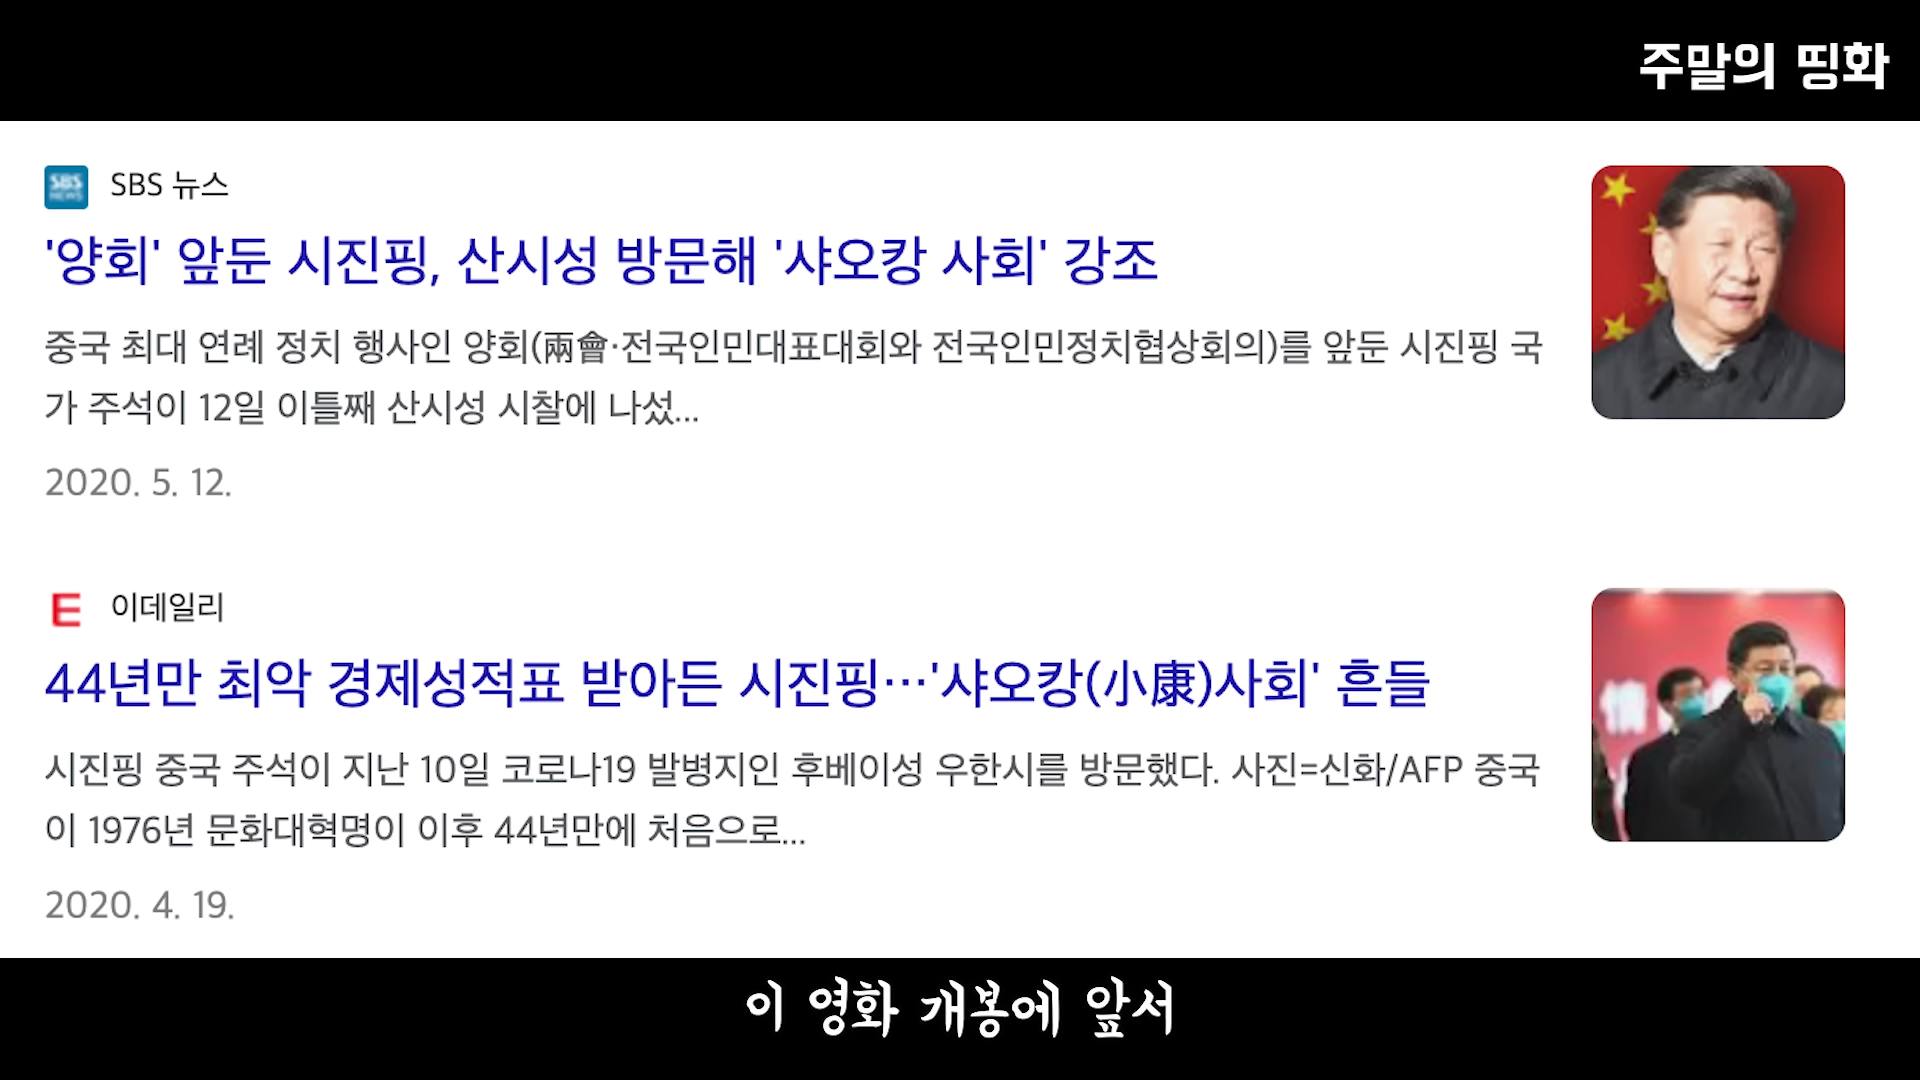 주말의 띵화
SBS 뉴스
'양회' 앞둔 시진핑, 산시성 방문해 '샤오캉 사회' 강조
중국 최대 연례 정치 행사인 양회(兩會·전국인민대표대회와 전국인민정치협상회의)를 앞둔 시진핑 국
가 주석이 12일 이틀째 산시성 시찰에 나섰...
2020. 5. 12.
E 이데일리
44년만 최악 경제성적표 받아든 시진핑…'샤오캉(小康)사회' 흔들
시진핑 중국 주석이 지난 10일 코로나19 발병지인 후베이성 우한시를 방문했다. 사진=신화/AFP 중국
이 1976년 문화대혁명이 이후 44년만에 처음으로...
2020. 4. 19.
이 영화 개봉에 앞서